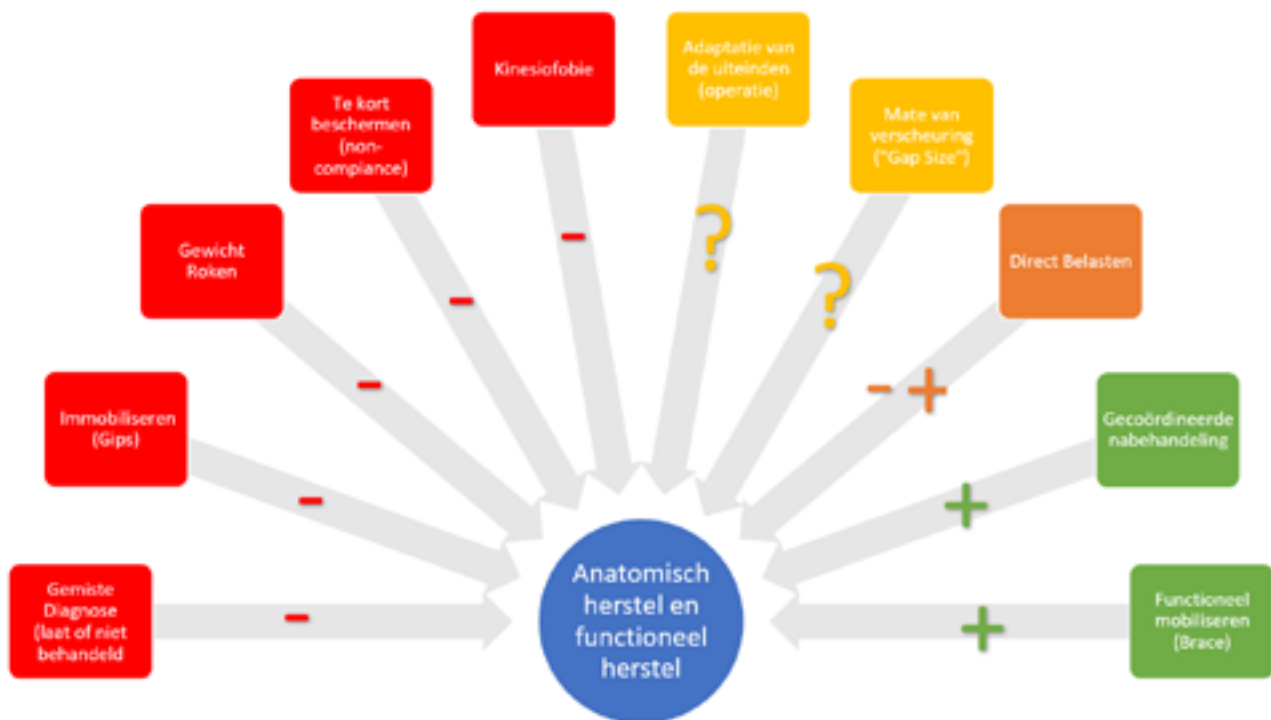 Kinesiofobie
Adaptatie van
de uiteinden
(operatie)
Te kort
beschermen
(non-
compiance)
Mate van
verscheuring
("Gap Size")
Gewicht
Roken
Direct Belasten
Immobiliseren
(Gips)
Gecoördineerde
nabehandeling
Gemiste
Diagnose
(laat of niet
behandeld
Functioneel
mobiliseren
(Brace)
Anatomisch
herstel en
functioneel
herstel
-
?
-
?
-
- +
-
+
-
+